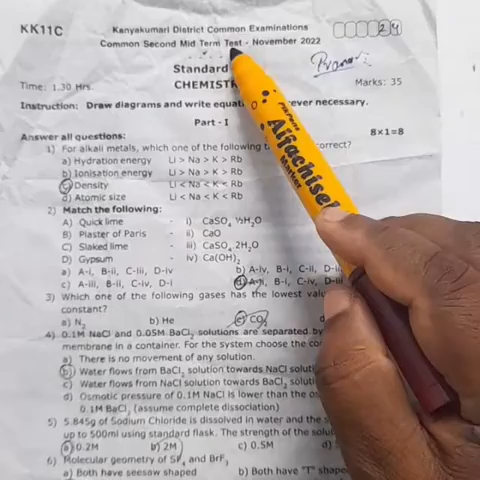 KK11C
Kanyakumari District Common Examinations
Common Second Mid Term Test - November 2022
24
Standard
Time: 1.30 Hrs.
CHEMISTR
Marks: 35
Instruction: Draw diagrams and write equat
ever necessary.
Part - I
Answer all questions:
8×1=8
1) For alkali metals, which one of the following t
correct?
a) Hydration energy Li > Na > K > Rb
b) Ionisation energy Li > Na > K > Rb
c) Density Li < Na < K < Rb
d) Atomic size Li < Na < K < Rb
2) Match the following:
A) Quick lime - i) CaSO₄ ½H₂O
B) Plaster of Paris - ii) CaO
C) Slaked lime - iii) CaSO₄.2H₂O
D) Gypsum - iv) Ca(OH)₂
a) A-i, B-ii, C-iii, D-iv b) A-iv, B-i, C-ii, D-iii
c) A-iii, B-ii, C-iv, D-i d) A-ii, B-i, C-iv, D-iii
3) Which one of the following gases has the lowest valu
constant?
a) N₂ b) He c) CO₂ d
4) 0.1M NaCl and 0.05M BaCl₂ solutions are separated by
membrane in a container. For the system choose the co
a) There is no movement of any solution.
b) Water flows from BaCl₂ solution towards NaCl soluti
c) Water flows from NaCl solution towards BaCl₂ soluti
d) Osmotic pressure of 0.1M NaCl is lower than the os
0.1M BaCl₂ (assume complete dissociation)
5) 5.845g of Sodium Chloride is dissolved in water and the s
up to 500ml using standard flask. The strength of the solu
a) 0.2M b) 2M c) 0.5M d)
6) Molecular geometry of SF₄ and BrF₃
a) Both have seesaw shaped b) Both have "T" shape
PikPens
Aifachisel
Marker